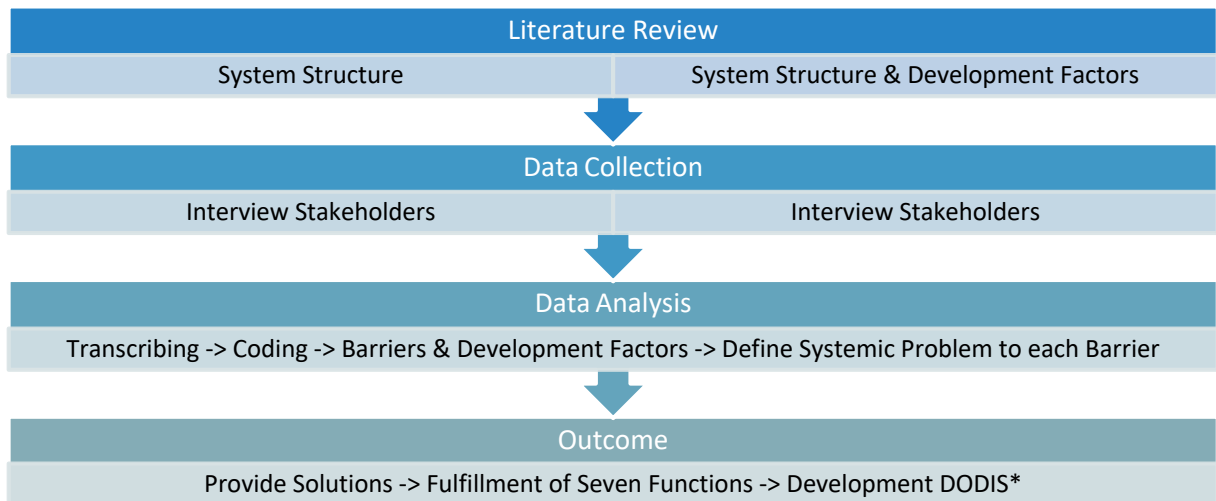 Literature Review
System Structure
System Structure & Development Factors
Data Collection
Interview Stakeholders
Interview Stakeholders
Data Analysis
Transcribing -> Coding -> Barriers & Development Factors -> Define Systemic Problem to each Barrier
Outcome
Provide Solutions -> Fulfillment of Seven Functions -> Development DODIS*